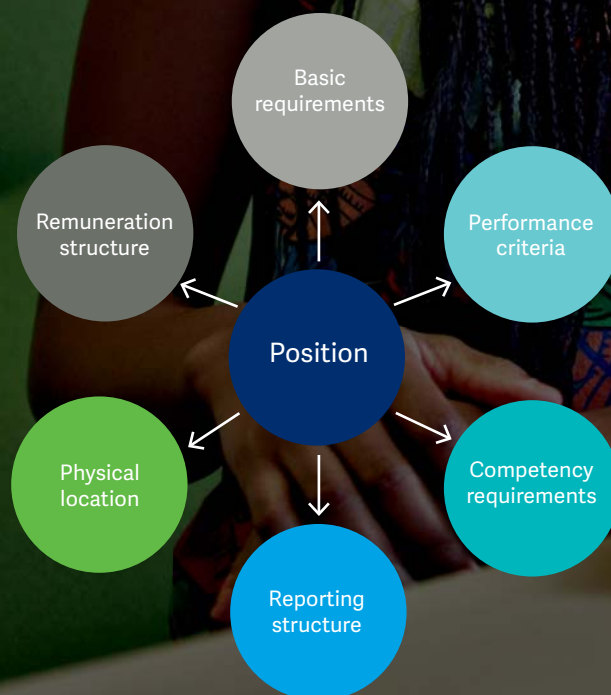 Basic
requirements
Remuneration
structure
Performance
criteria
Position
Physical
location
Competency
requirements
Reporting
structure